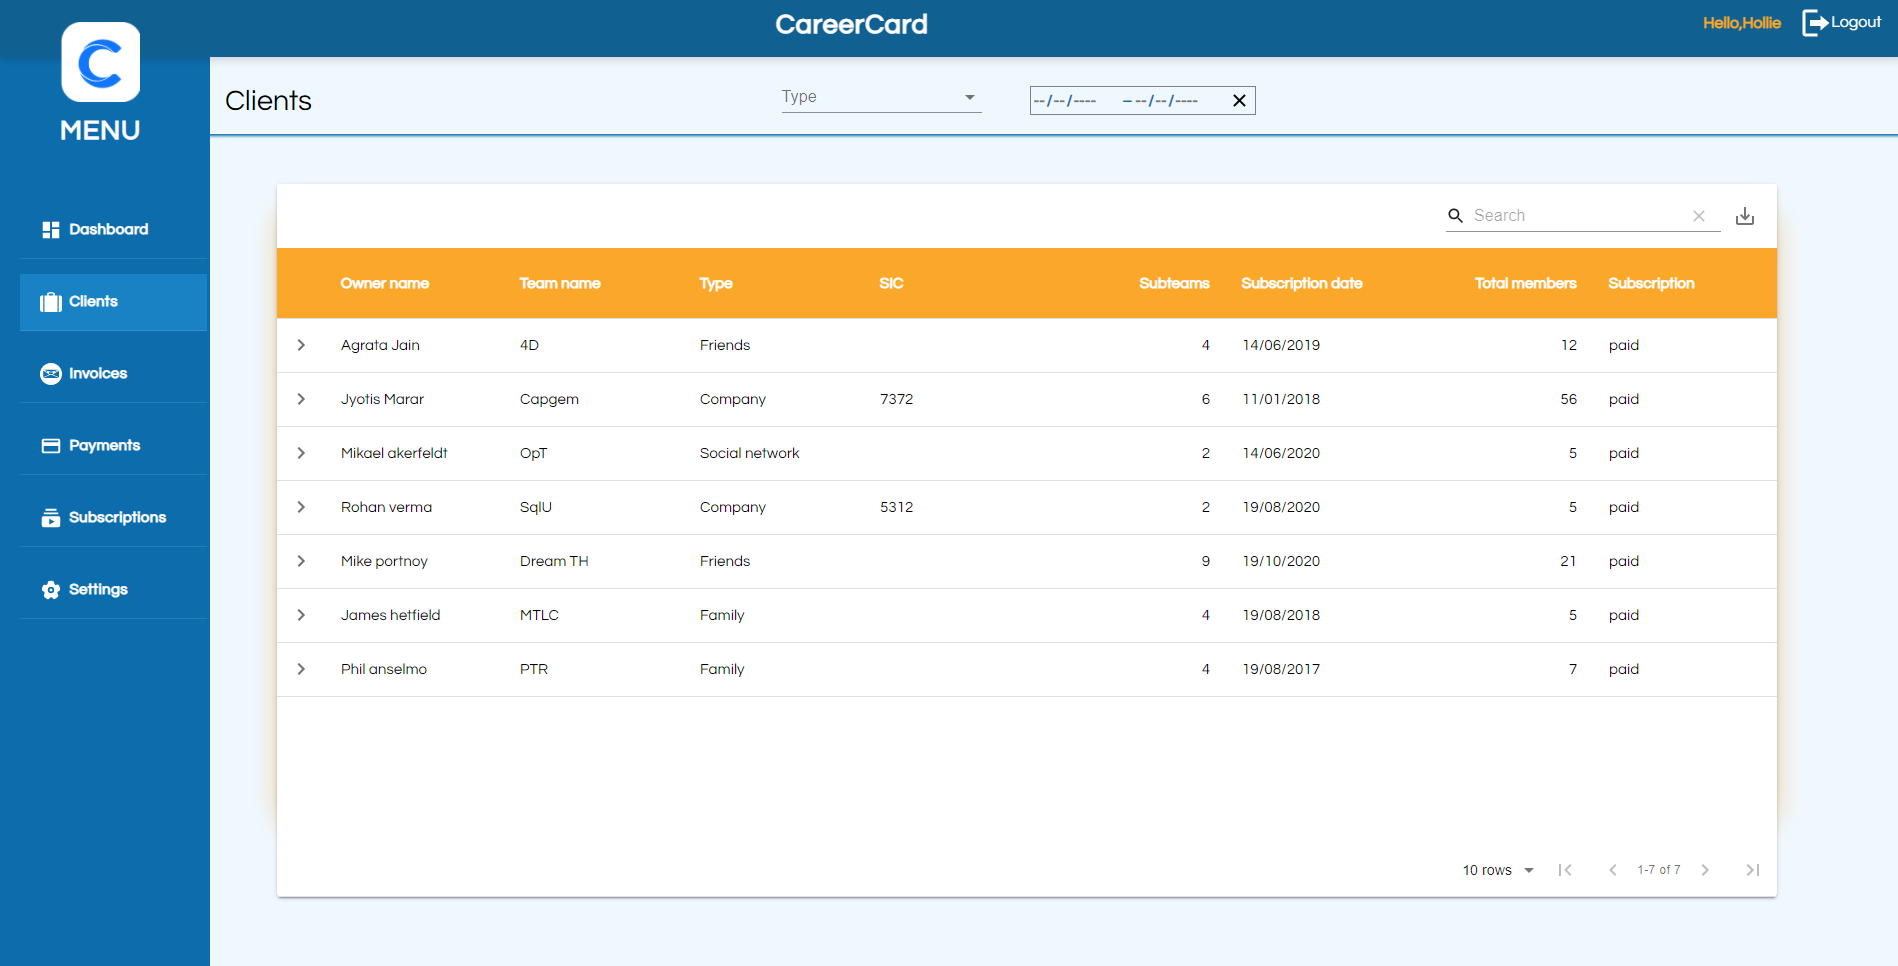 CareerCard
Hello,Hollie
Logout
MENU
Dashboard
Clients
Invoices
Payments
Subscriptions
Settings
Clients
Type
--/--/---- – --/--/----
Search
Owner name Team name Type SIC Subteams Subscription date Total members Subscription
Agrata Jain 4D Friends 4 14/06/2019 12 paid
Jyotis Marar Capgem Company 7372 6 11/01/2018 56 paid
Mikael akerfeldt OpT Social network 2 14/06/2020 5 paid
Rohan verma SqlU Company 5312 2 19/08/2020 5 paid
Mike portnoy Dream TH Friends 9 19/10/2020 21 paid
James hetfield MTLC Family 4 19/08/2018 5 paid
Phil anselmo PTR Family 4 19/08/2017 7 paid
10 rows 1-7 of 7